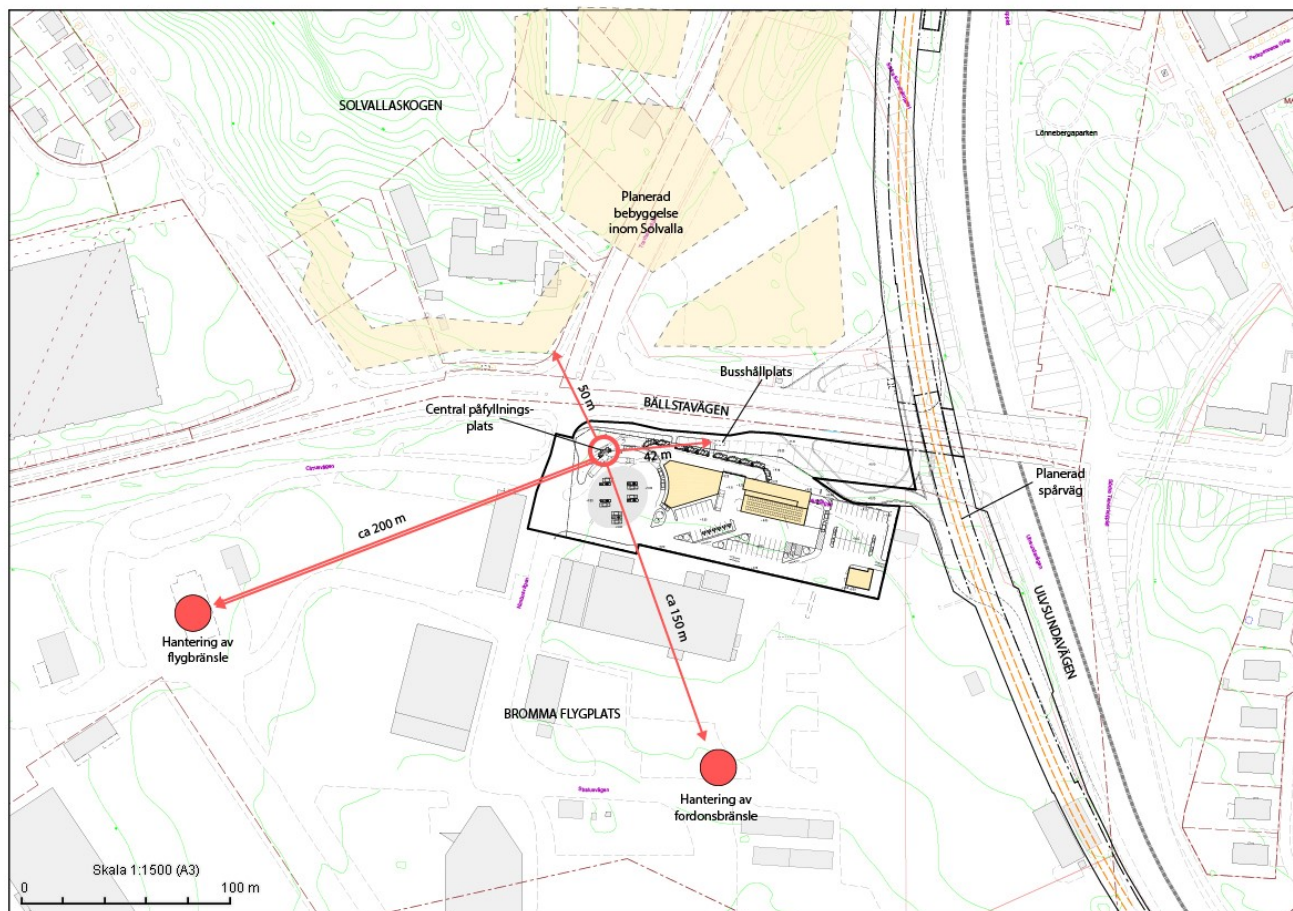 SOLVALLASKOGEN
Lönnebergaparken
Planerad
bebyggelse
inom Solvalla
Busshållplats
50 m
BÄLLSTAVÄGEN
Central påfyllnings-
plats
42 m
Planerad
spårväg
ca 200 m
ca 150 m
ULVSUNDAVÄGEN
Hantering av
flygbränsle
BROMMA FLYGPLATS
Hantering av
fordonsbränsle
Skala 1:1500 (A3)
0
100 m